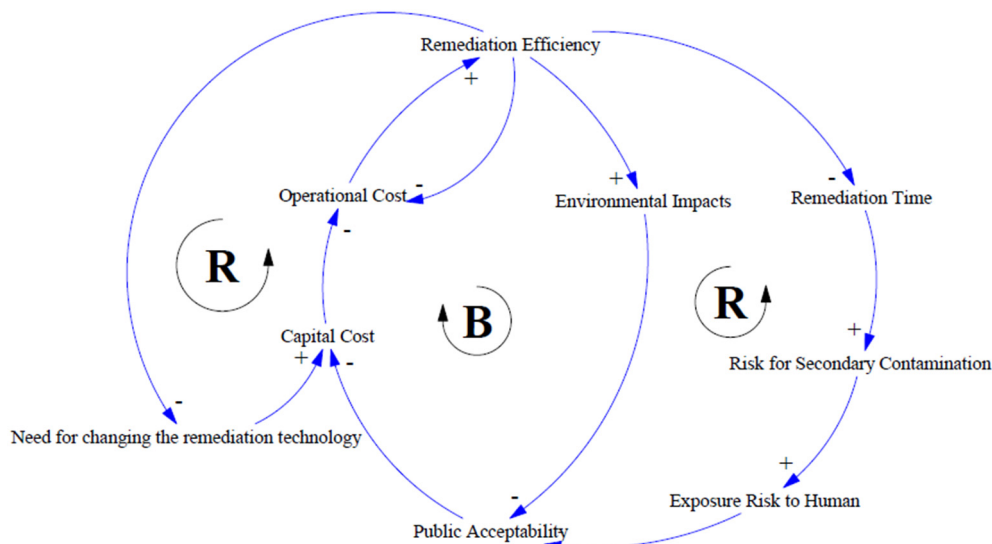 Remediation Efficiency
+
-
Operational Cost
+
Environmental Impacts
-
Remediation Time
-
R
B
R
Capital Cost
+
-
+
Risk for Secondary Contamination
-
Need for changing the remediation technology
+
Exposure Risk to Human
-
Public Acceptability
-